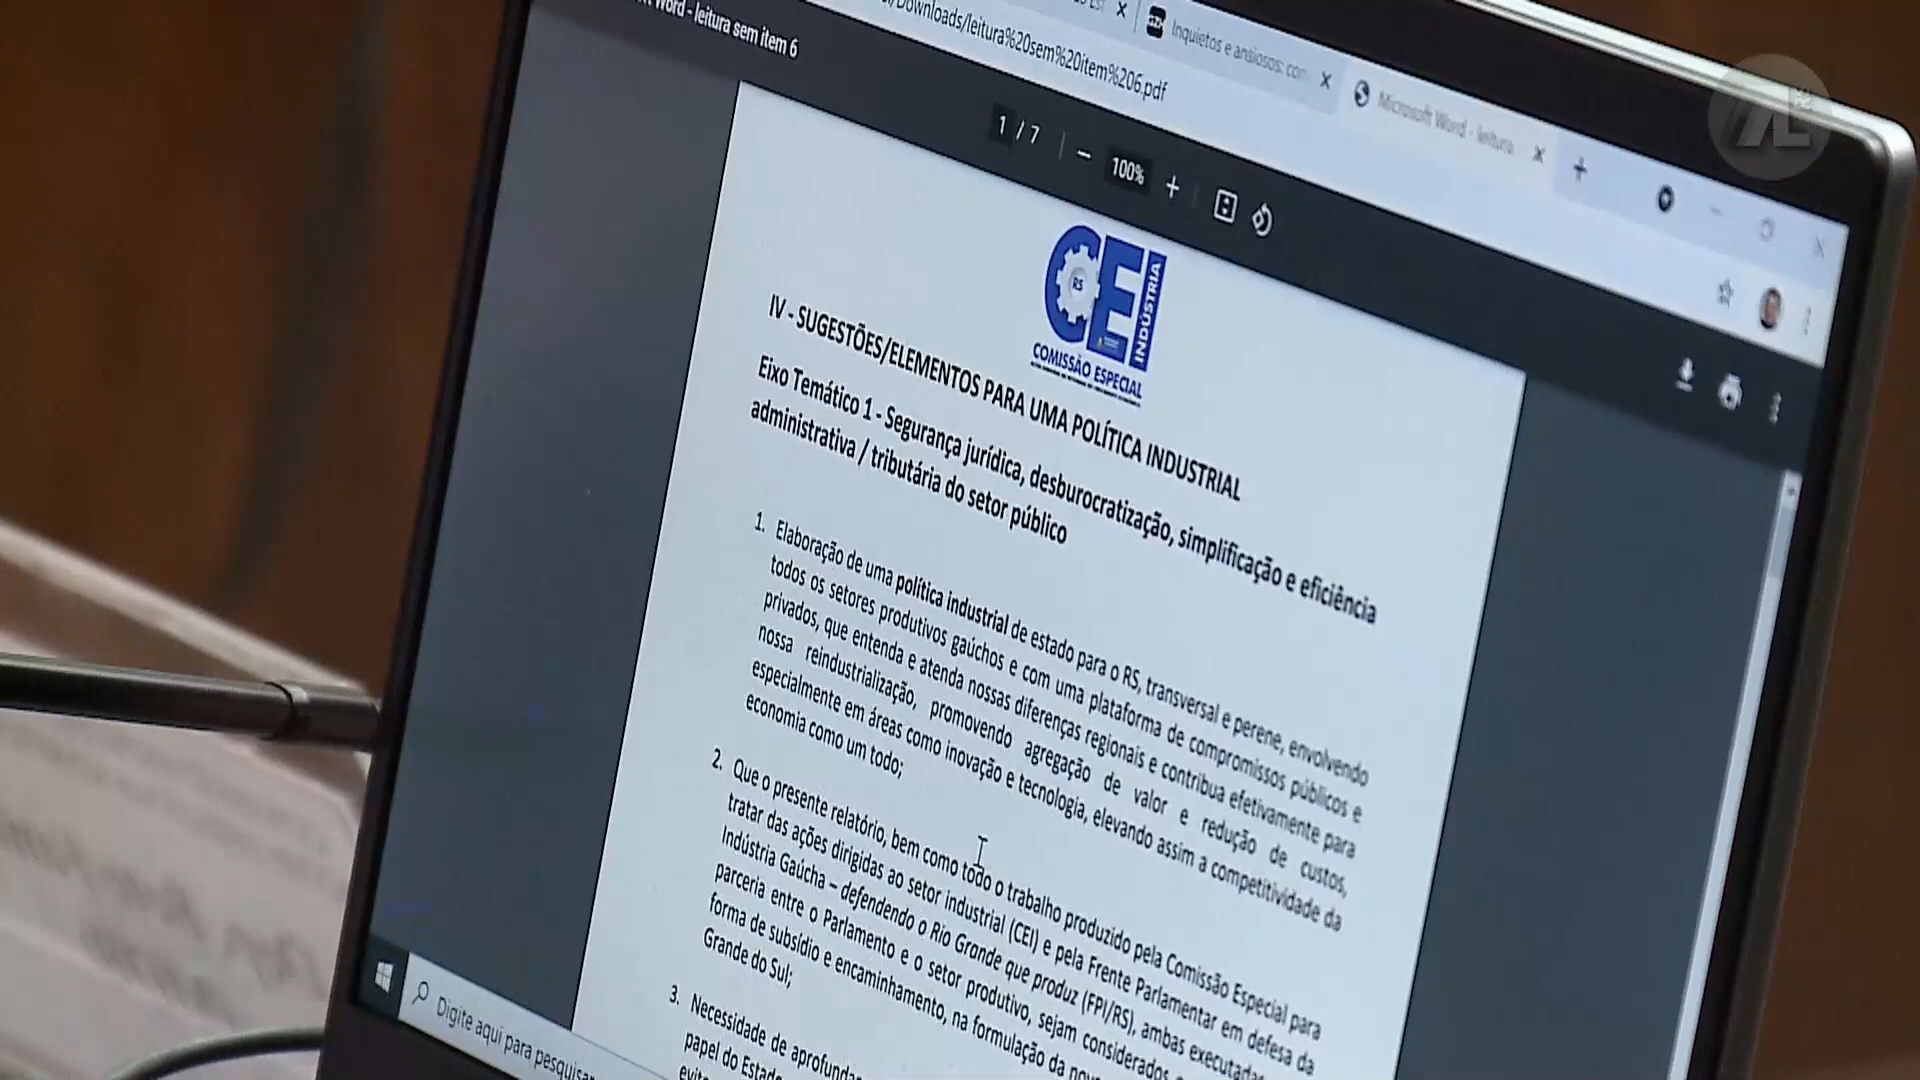 Word - leitura sem item 6
/Downloads/leitura%20sem%20item%206.pdf
Inquietos e ansiosos: con
Microsoft Word - leitura
1 / 7
100%
CEI
RS
INDÚSTRIA
COMISSÃO ESPECIAL
IV - SUGESTÕES/ELEMENTOS PARA UMA POLÍTICA INDUSTRIAL
Eixo Temático 1 - Segurança jurídica, desburocratização, simplificação e eficiência
administrativa / tributária do setor público
1. Elaboração de uma política industrial de estado para o RS, transversal e perene, envolvendo
todos os setores produtivos gaúchos e com uma plataforma de compromissos públicos e
privados, que entenda e atenda nossas diferenças regionais e contribua efetivamente para
nossa reindustrialização, promovendo agregação de valor e redução de custos,
especialmente em áreas como inovação e tecnologia, elevando assim a competitividade da
economia como um todo;
2. Que o presente relatório, bem como todo o trabalho produzido pela Comissão Especial para
tratar das ações dirigidas ao setor industrial (CEI) e pela Frente Parlamentar em defesa da
Indústria Gaúcha – defendendo o Rio Grande que produz (FPI/RS), ambas executadas
parceria entre o Parlamento e o setor produtivo, sejam considerados
forma de subsídio e encaminhamento, na formulação da
Grande do Sul;
3. Necessidade de
papel do Estado
Digite aqui para pesquisar